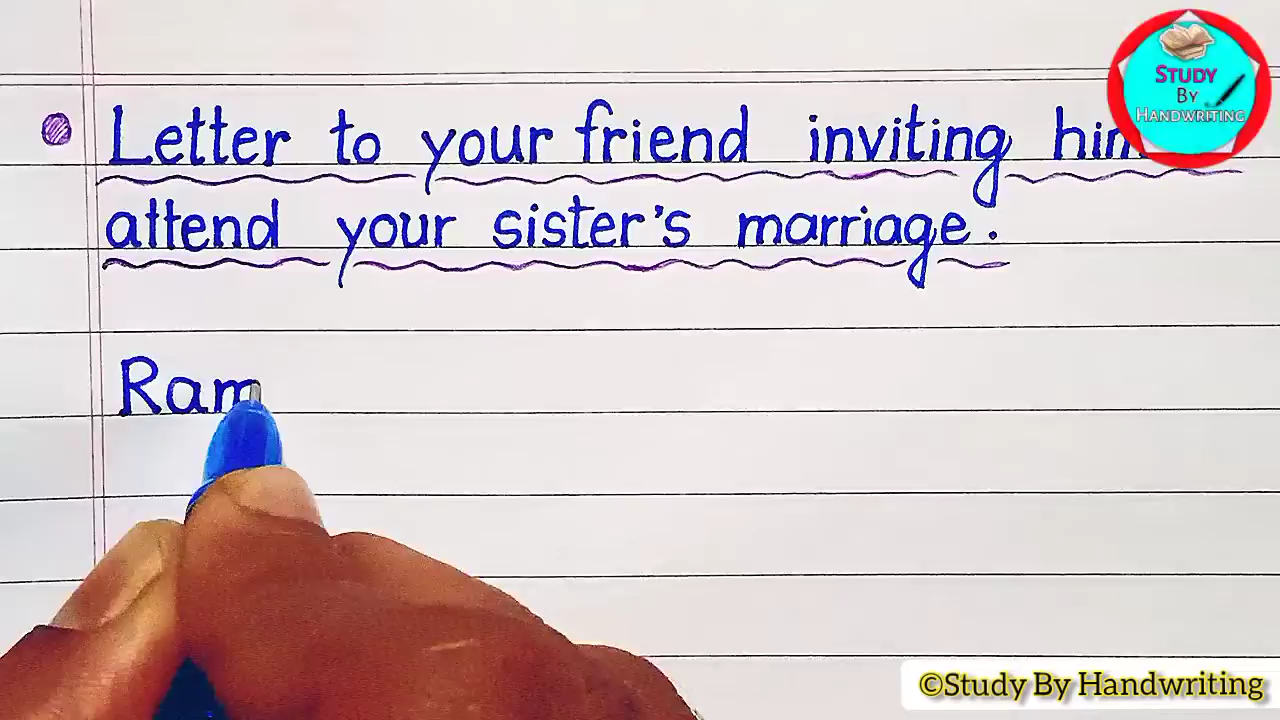 Letter to your friend inviting him
attend your sister's marriage.
Ram
STUDY
BY
HANDWRITING
©Study By Handwriting